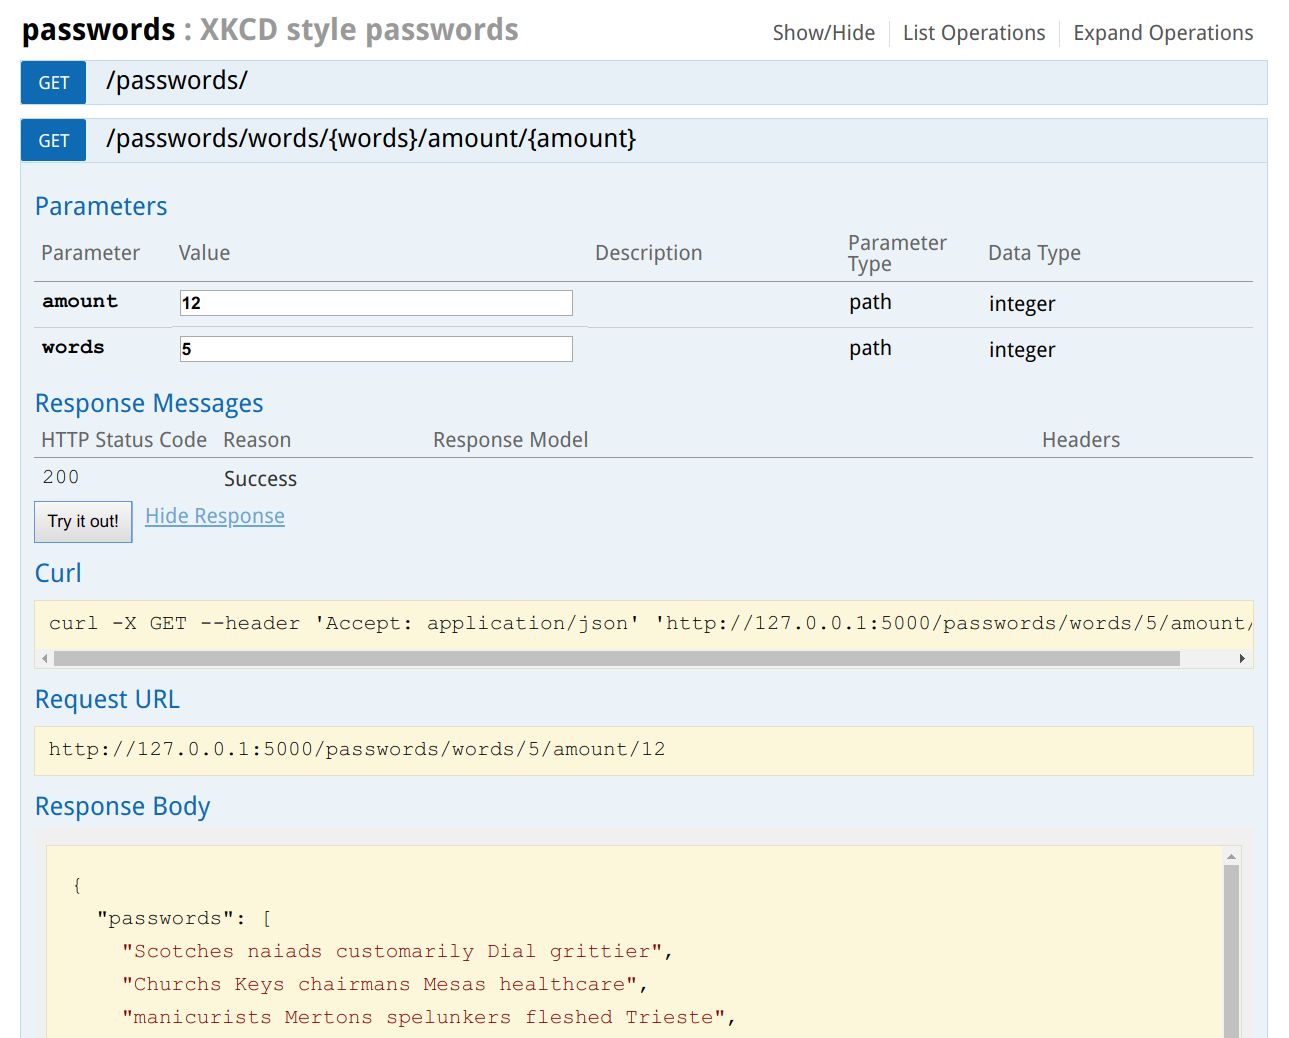 passwords : XKCD style passwords
Show/Hide List Operations Expand Operations
GET /passwords/
GET /passwords/words/{words}/amount/{amount}
Parameters
Parameter Value Description Parameter Type Data Type
amount 12 path integer
words 5 path integer
Response Messages
HTTP Status Code Reason Response Model Headers
200 Success
Try it out! Hide Response
Curl
curl -X GET --header 'Accept: application/json' 'http://127.0.0.1:5000/passwords/words/5/amount/
Request URL
http://127.0.0.1:5000/passwords/words/5/amount/12
Response Body
{
"passwords": [
"Scotches naiads customarily Dial grittier",
"Churchs Keys chairmans Mesas healthcare",
"manicurists Mertons spelunkers fleshed Trieste",